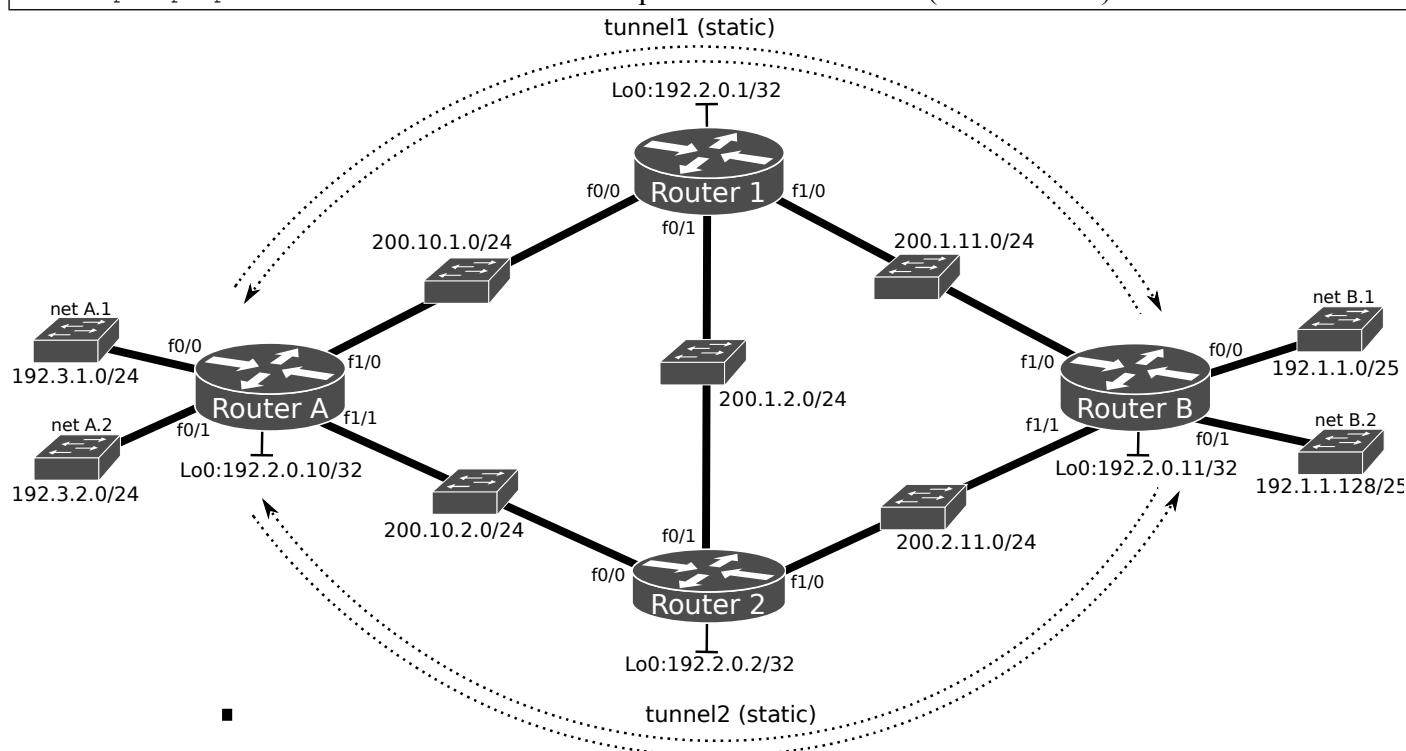 tunnel1 (static)
Lo0:192.2.0.1/32
Router 1
f0/0
f1/0
f0/1
200.10.1.0/24
200.1.11.0/24
net A.1
192.3.1.0/24
f0/0
f1/0
Router A
net A.2
f0/1
f1/1
192.3.2.0/24
Lo0:192.2.0.10/32
200.1.2.0/24
net B.1
f0/0
f1/0
192.1.1.0/25
Router B
f1/1
f0/1
net B.2
Lo0:192.2.0.11/32
192.1.1.128/25
200.10.2.0/24
200.2.11.0/24
f0/1
f0/0
f1/0
Router 2
Lo0:192.2.0.2/32
tunnel2 (static)